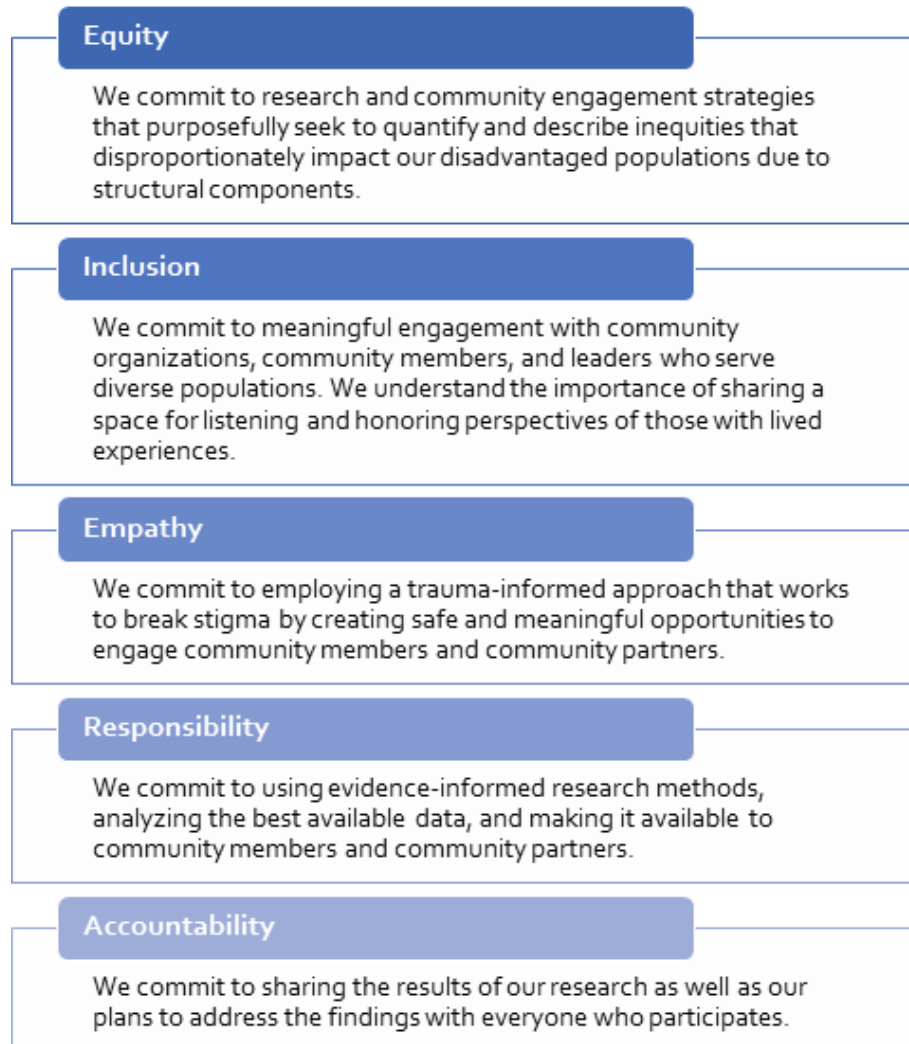 Equity
We commit to research and community engagement strategies
that purposefully seek to quantify and describe inequities that
disproportionately impact our disadvantaged populations due to
structural components.
Inclusion
We commit to meaningful engagement with community
organizations, community members, and leaders who serve
diverse populations. We understand the importance of sharing a
space for listening and honoring perspectives of those with lived
experiences.
Empathy
We commit to employing a trauma-informed approach that works
to break stigma by creating safe and meaningful opportunities to
engage community members and community partners.
Responsibility
We commit to using evidence-informed research methods,
analyzing the best available data, and making it available to
community members and community partners.
Accountability
We commit to sharing the results of our research as well as our
plans to address the findings with everyone who participates.